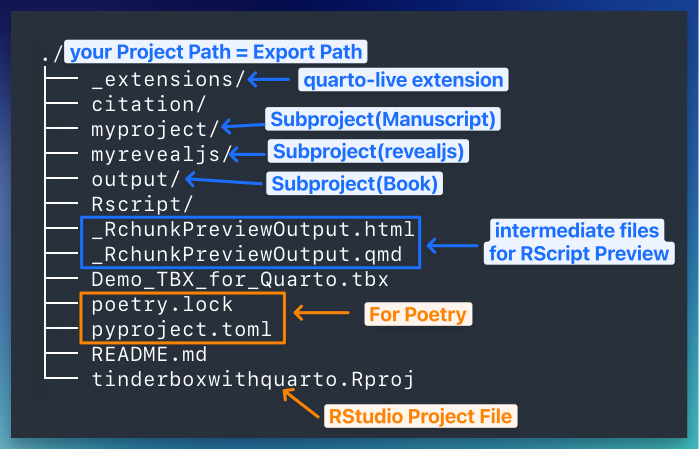 ./ your Project Path = Export Path
_extensions/ quarto-live extension
citation/
myproject/ Subproject(Manuscript)
myrevealjs/ Subproject(revealjs)
output/ Subproject(Book)
Rscript/
_RchunkPreviewOutput.html intermediate files
_RchunkPreviewOutput.qmd for RScript Preview
Demo_TBX_for_Quarto.tbx
poetry.lock For Poetry
pyproject.toml
README.md
tinderboxwithquarto.Rproj
RStudio Project File